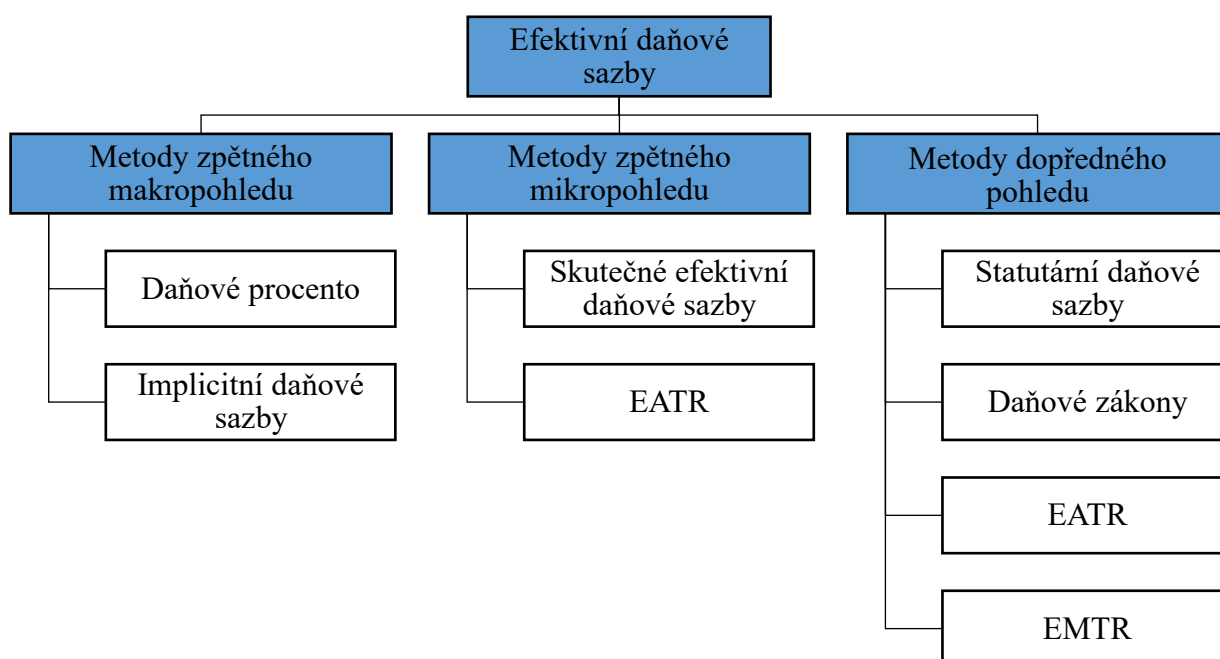 Efektivní daňové
sazby
Metody zpětného
makropohledu
Daňové procento
Implicitní daňové
sazby
Metody zpětného
mikropohledu
Skutečné efektivní
daňové sazby
EATR
Metody dopředného
pohledu
Statutární daňové
sazby
Daňové zákony
EATR
EMTR